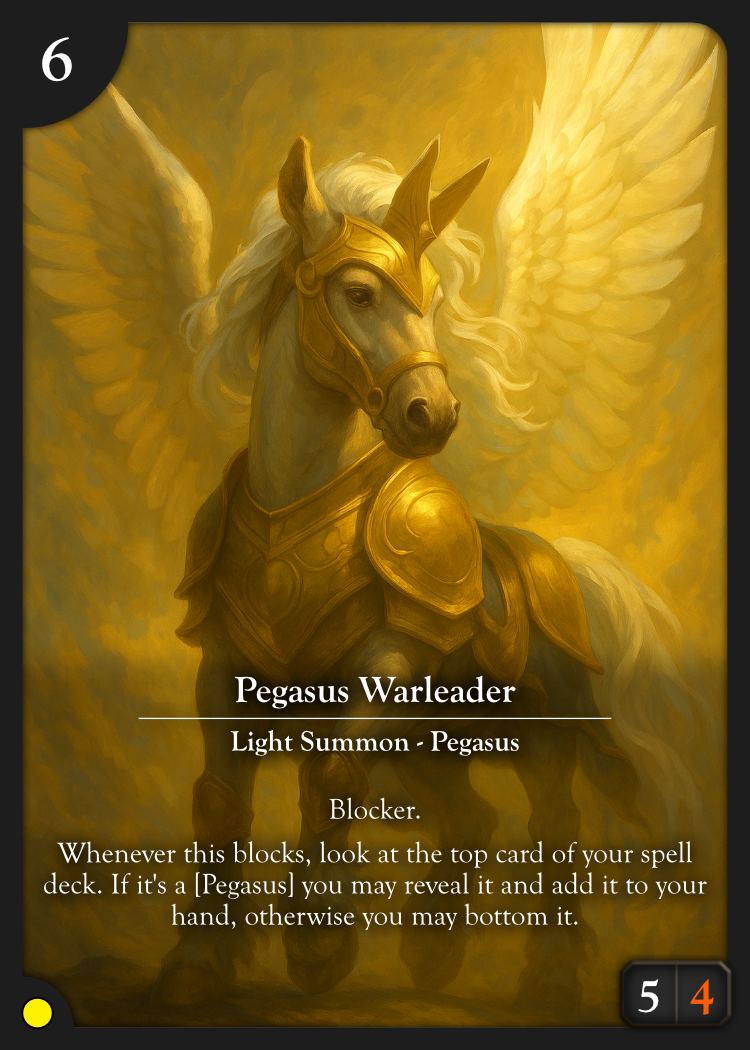 6
Pegasus Warleader
Light Summon - Pegasus
Blocker.
Whenever this blocks, look at the top card of your spell
deck. If it's a [Pegasus] you may reveal it and add it to your
hand, otherwise you may bottom it.
5 4